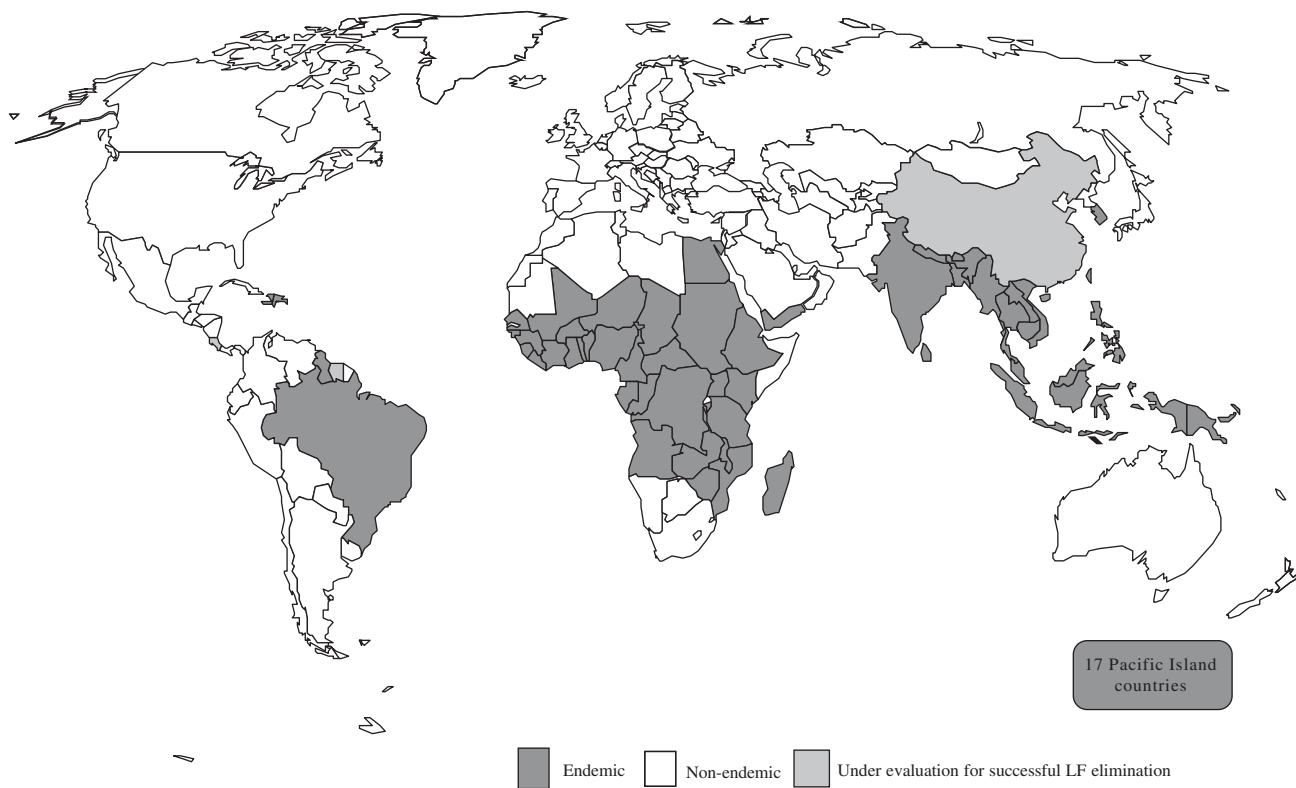 17 Pacific Island
countries
Endemic
Non-endemic
Under evaluation for successful LF elimination